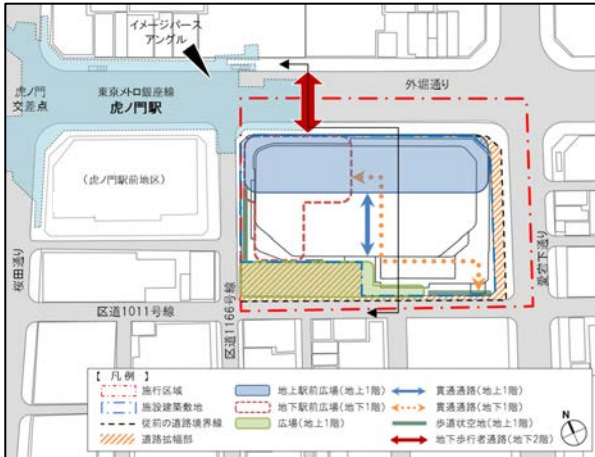 イメージパース
アングル
外堀通り
虎ノ門
交差点
東京メトロ銀座線
虎ノ門駅
(虎ノ門駅前地区)
桜田通り
区道1011号線
区道1166号線
愛宕下通り
【 凡 例 】
施行区域
施設建築敷地
従前の道路境界線
道路拡幅部
地上駅前広場(地上1階)
地下駅前広場(地下1階)
広場(地上1階)
貫通通路(地上1階)
貫通通路(地下1階)
歩道状空地(地上1階)
地下歩行者通路(地下2階)
N